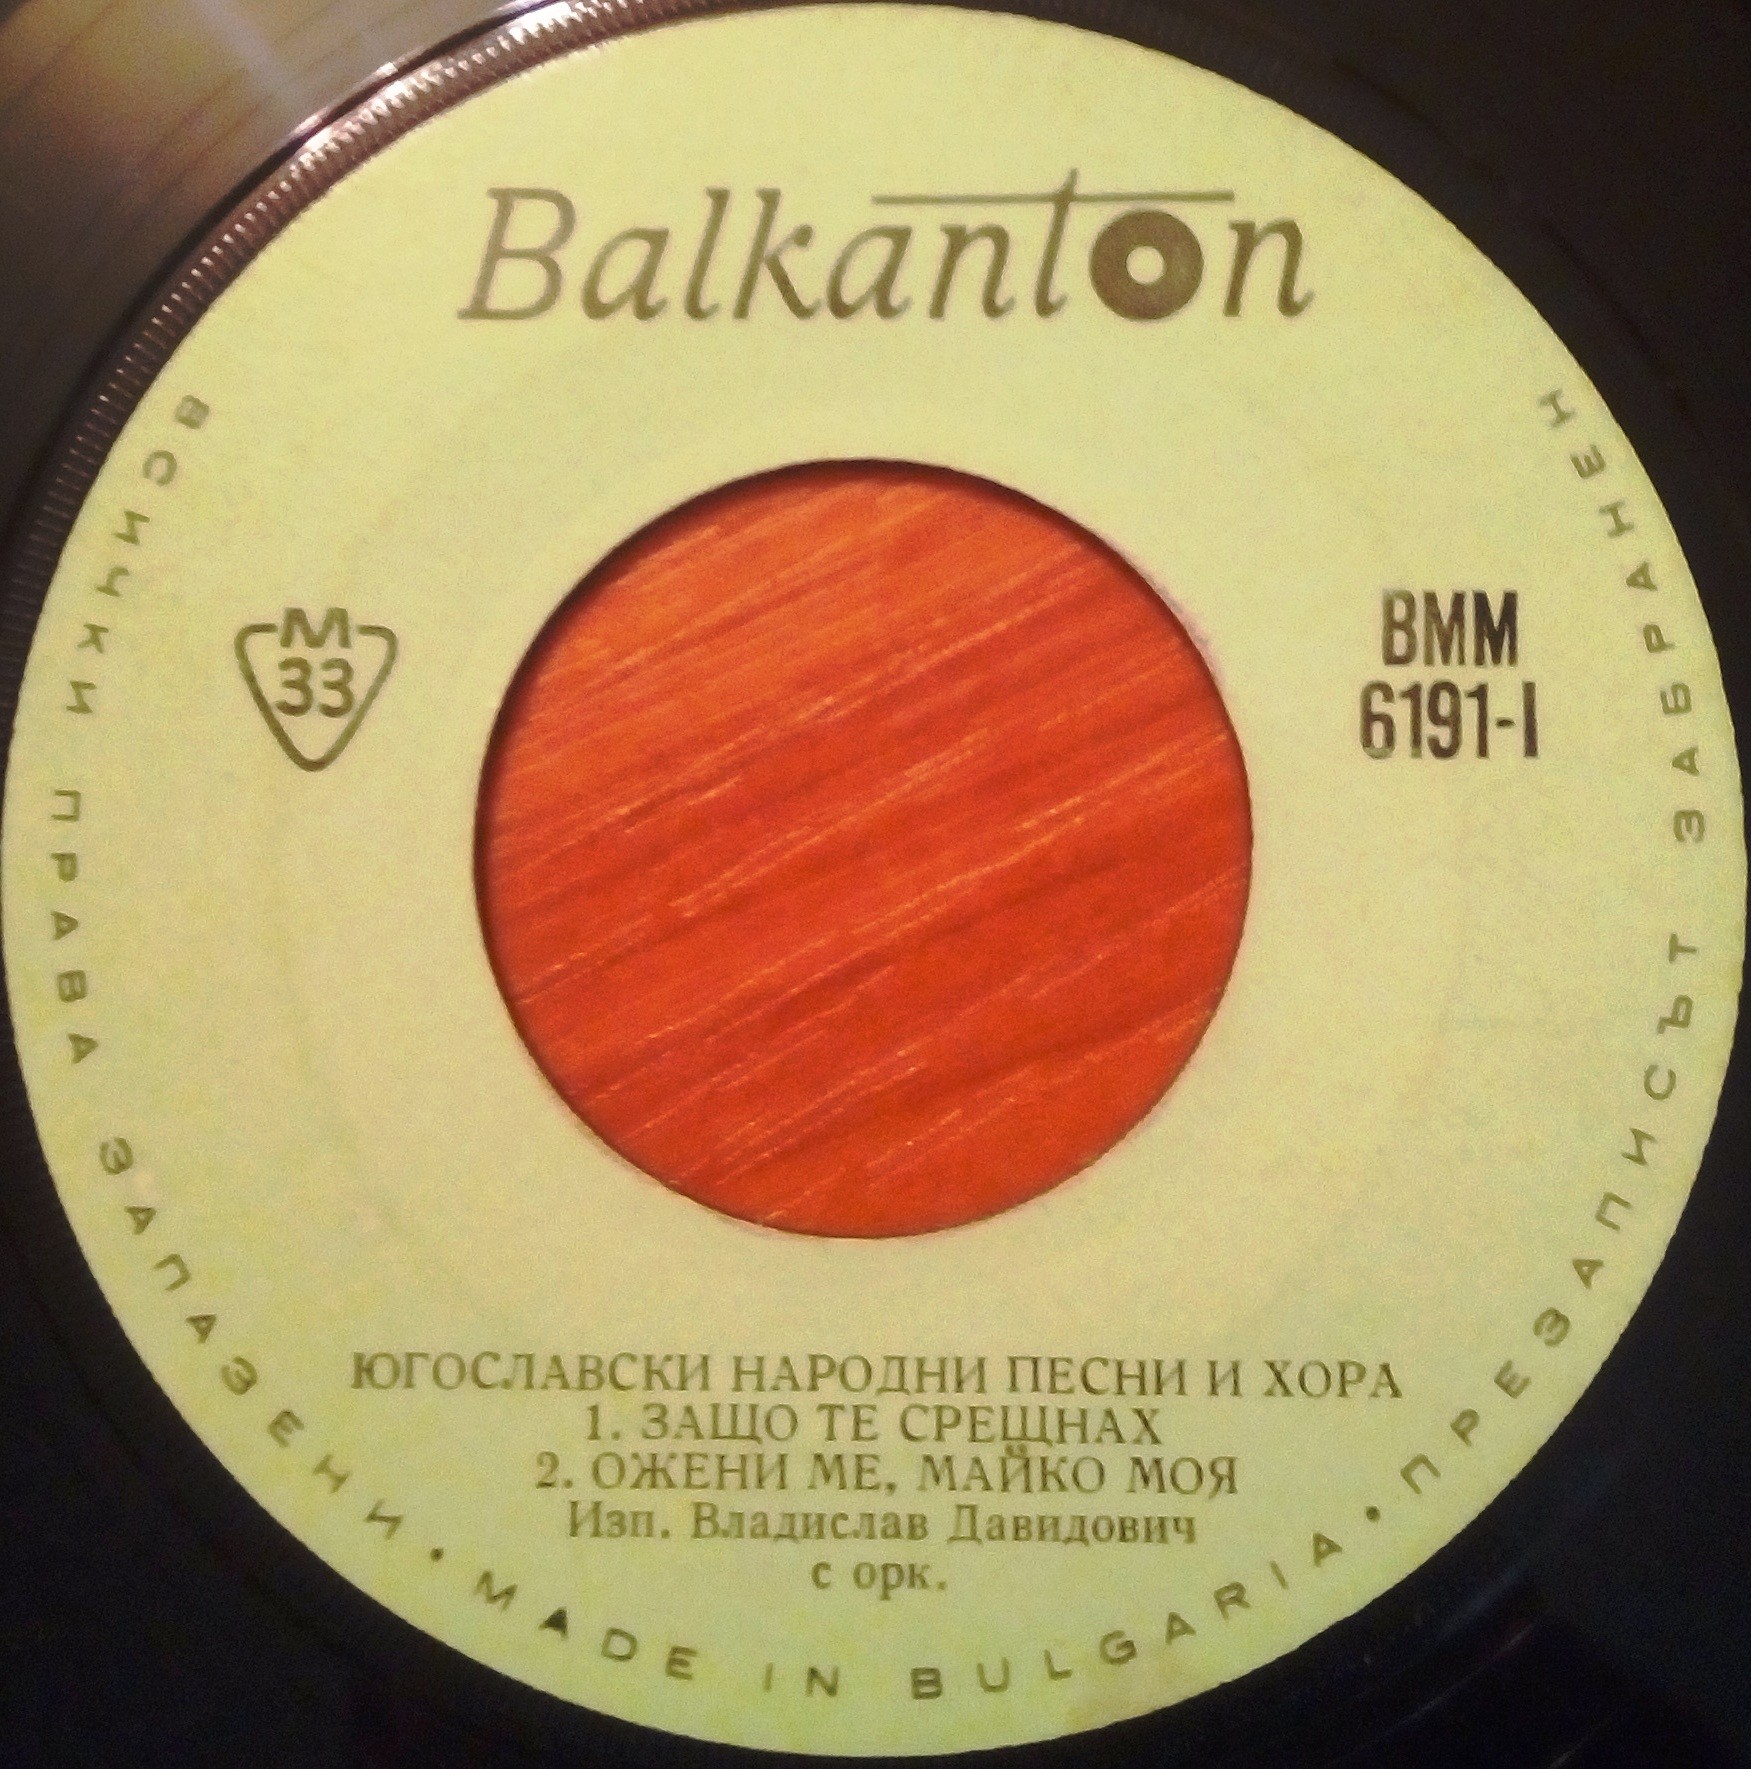 Balkanton
М
33
ВММ
6191-I
ЮГОСЛАВСКИ НАРОДНИ ПЕСНИ И ХОРА
1. ЗАЩО ТЕ СРЕЩНАХ
2. ОЖЕНИ МЕ, МАЙКО МОЯ
Изп. Владислав Давидович
с орк.
ВСИЧКИ ПРАВА ЗАПАЗЕНИ • MADE IN BULGARIA • ПРЕЗАПИСЪТ ЗАБРАНЕН